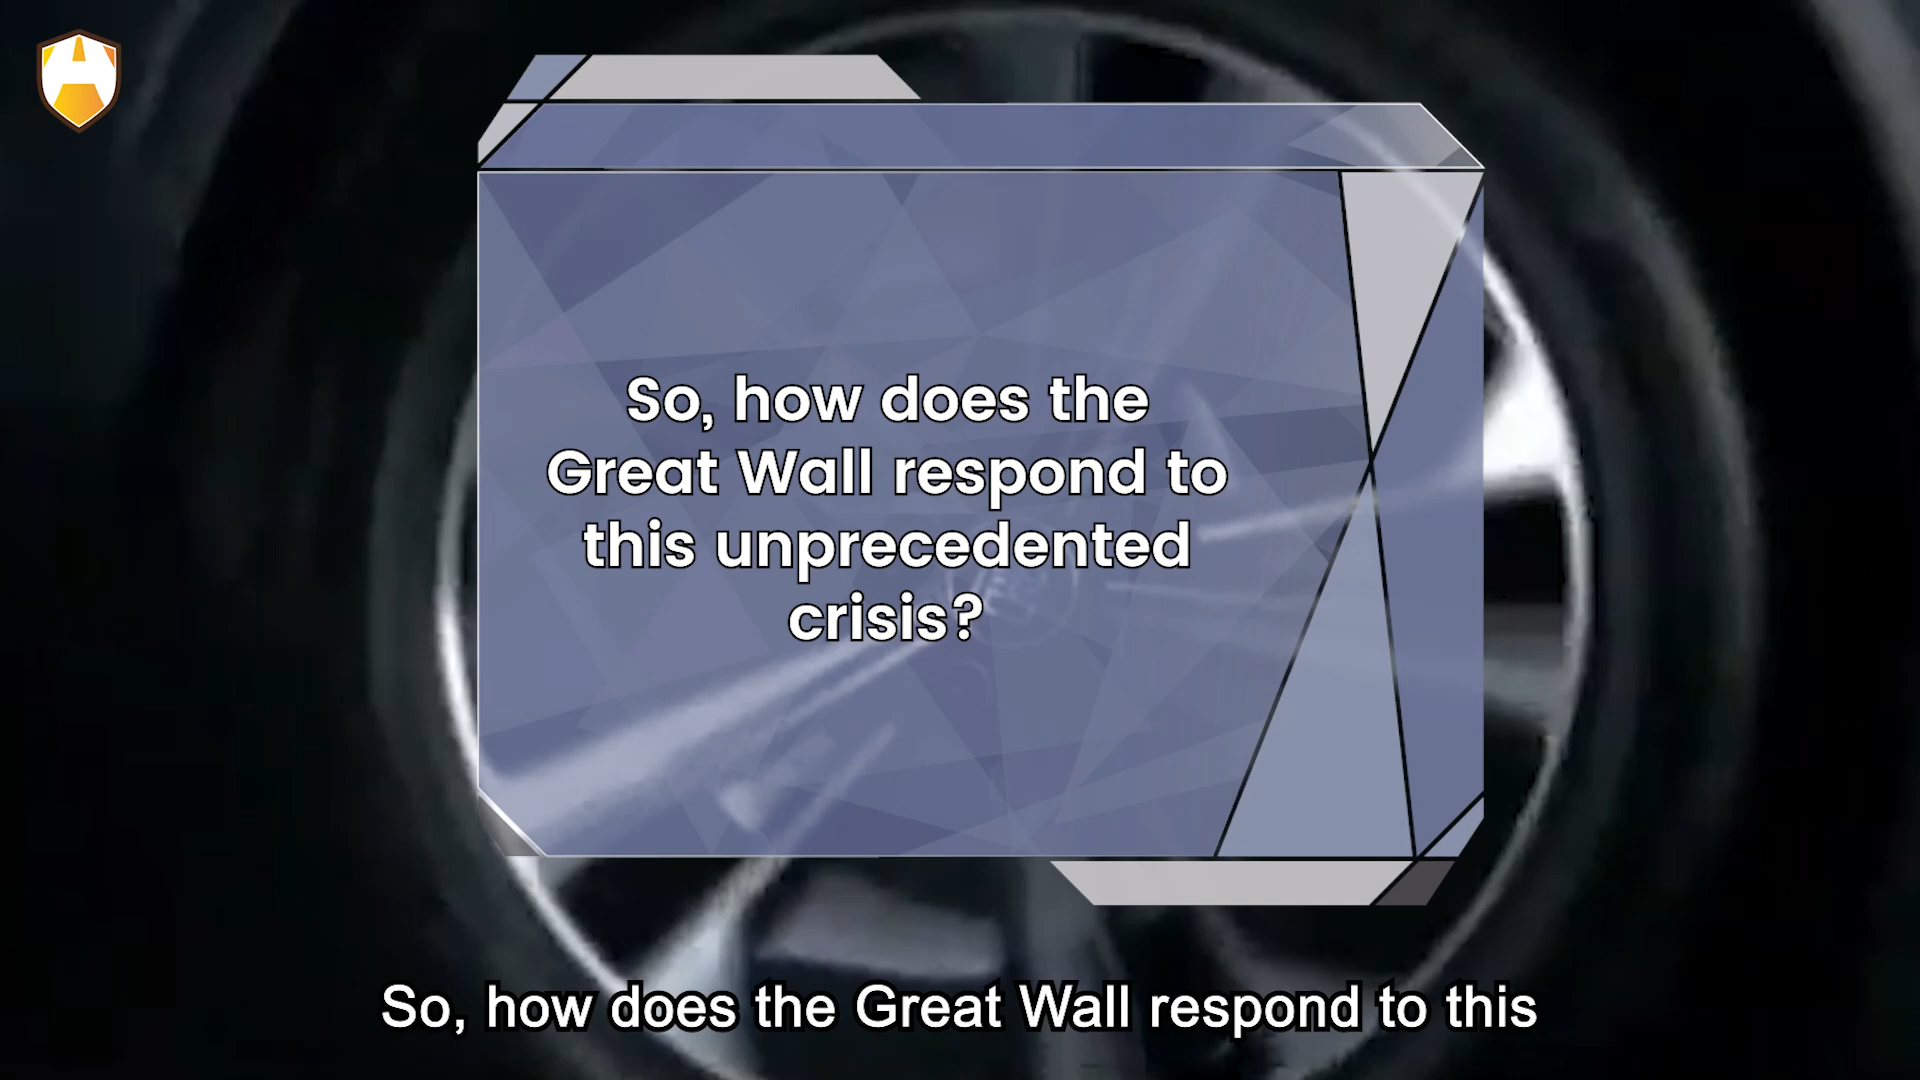 So, how does the
Great Wall respond to
this unprecedented
crisis?
So, how does the Great Wall respond to this